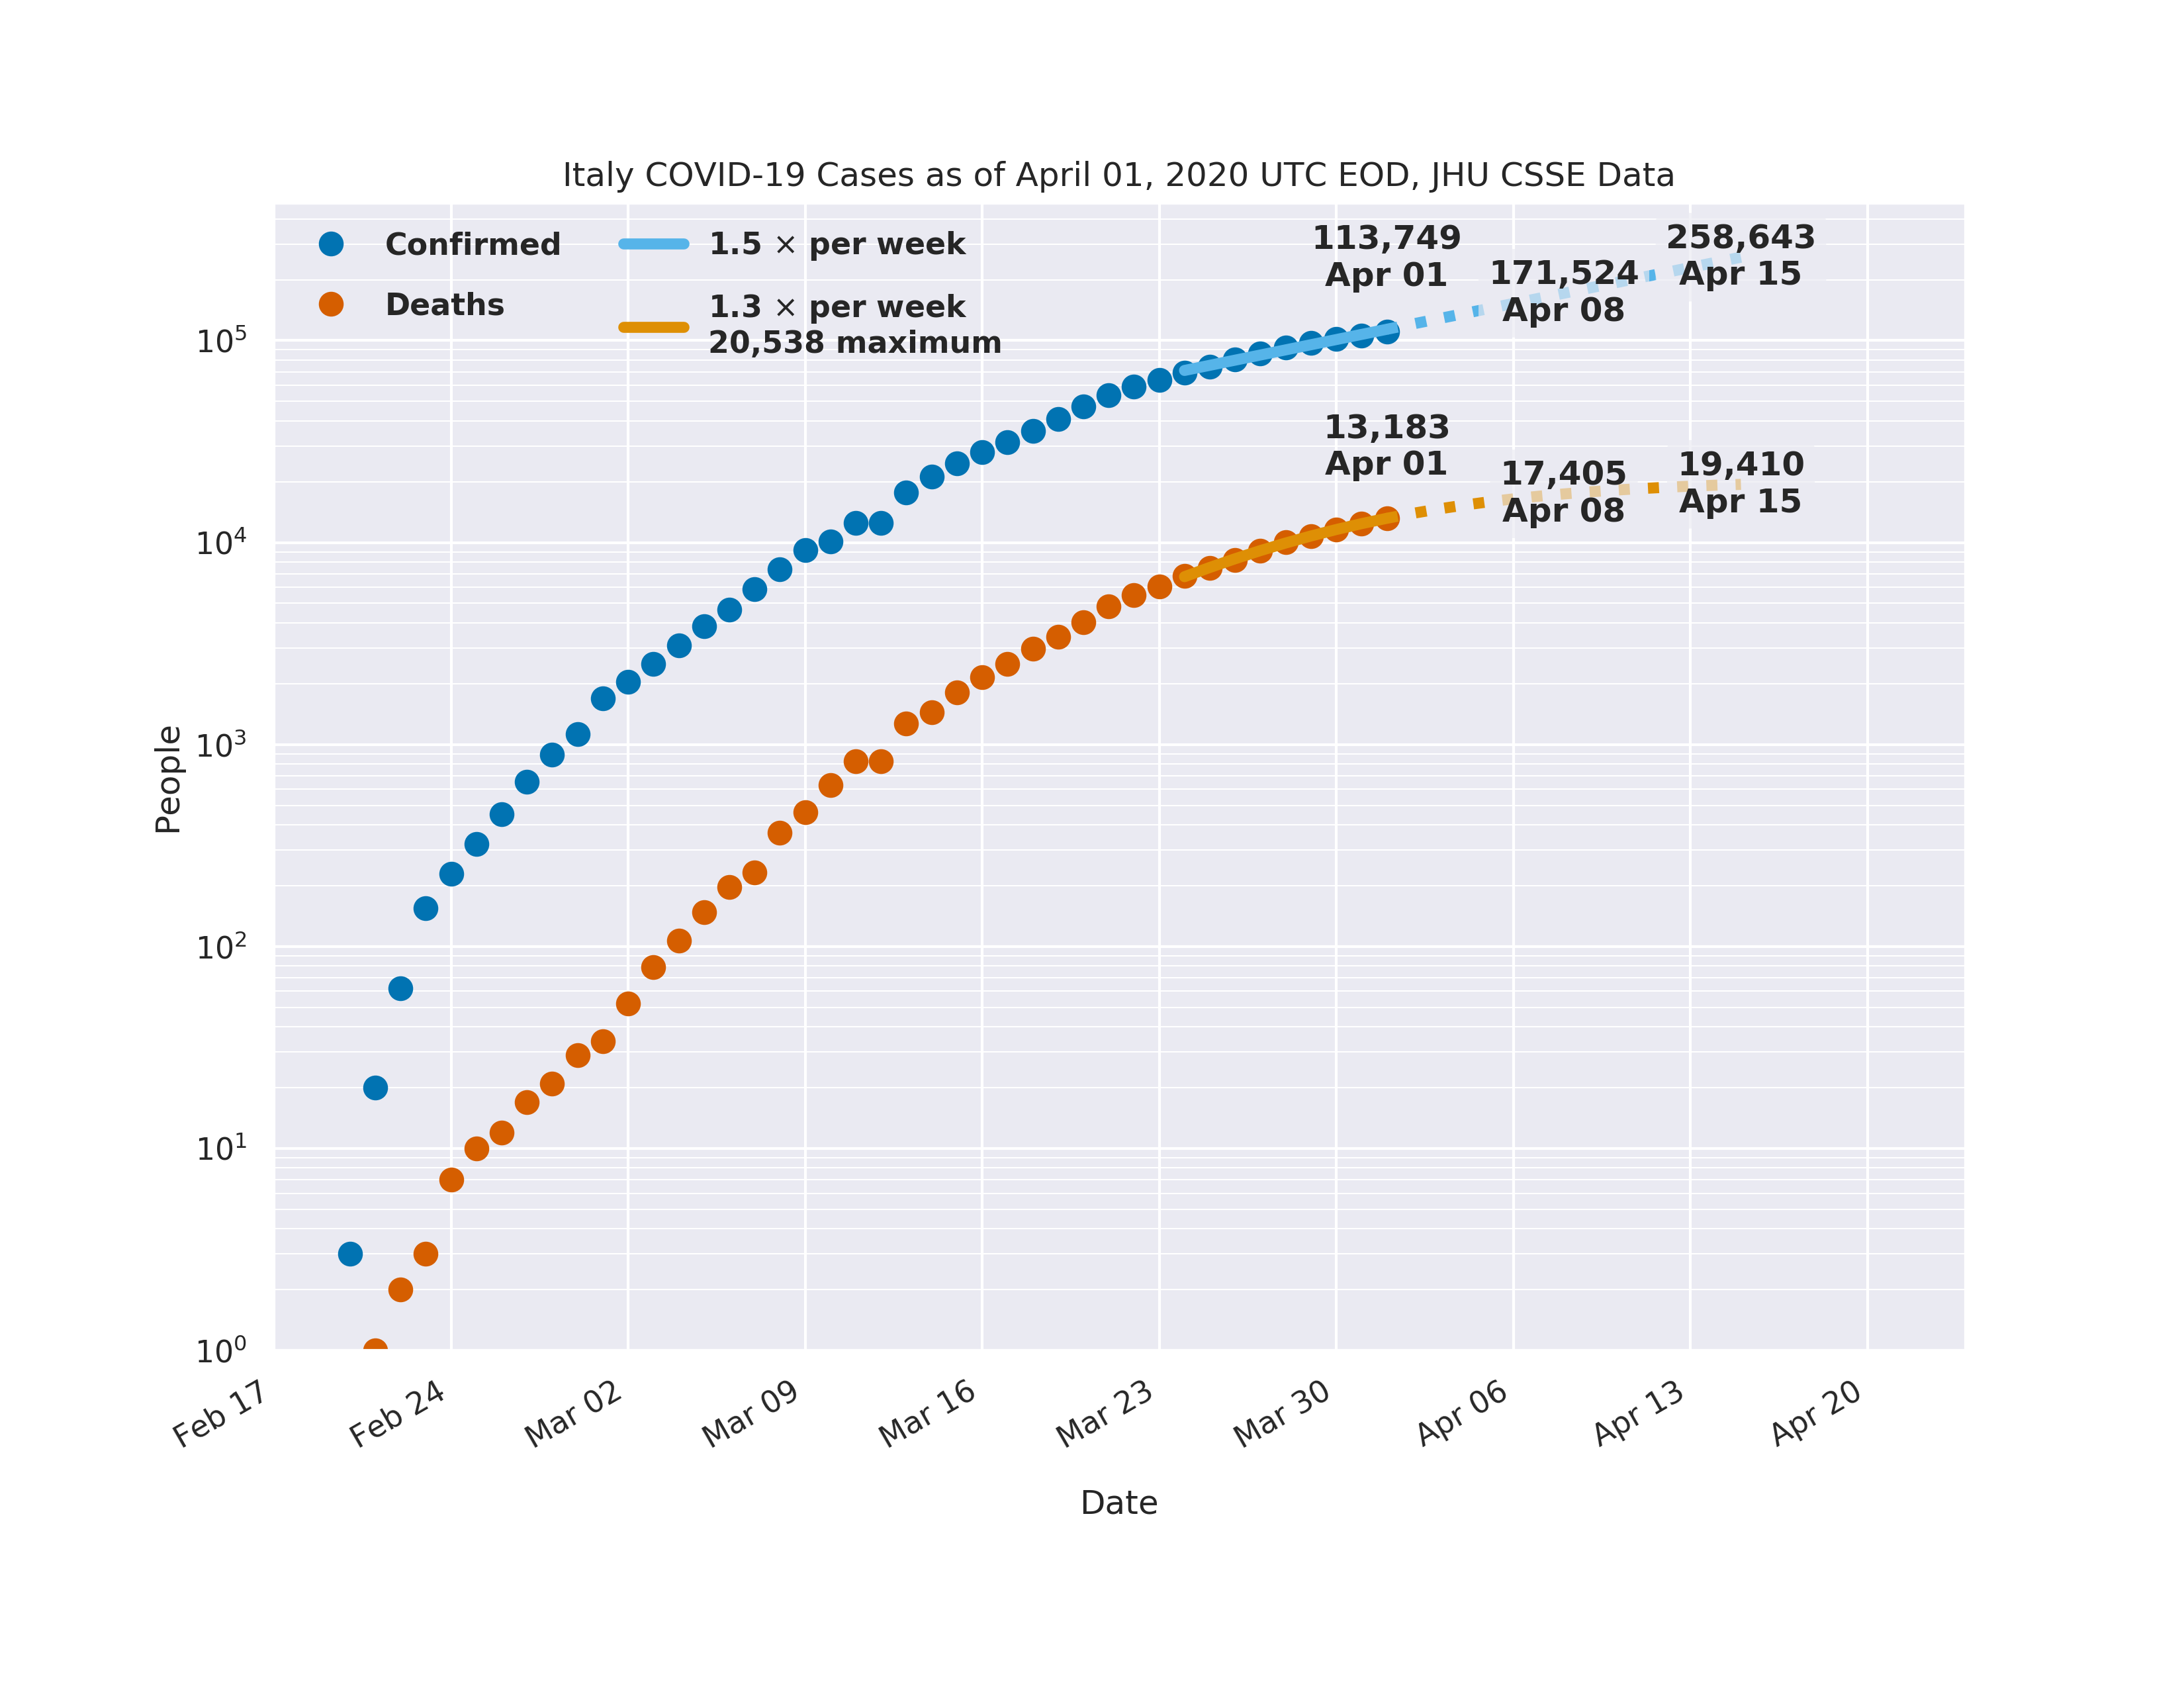 Italy COVID-19 Cases as of April 01, 2020 UTC EOD, JHU CSSE Data
Confirmed
Deaths
1.5 × per week
1.3 × per week
20,538 maximum
113,749
Apr 01
171,524
Apr 08
258,643
Apr 15
13,183
Apr 01
17,405
Apr 08
19,410
Apr 15
People
10⁵
10⁴
10³
10²
10¹
10⁰
Feb 17
Feb 24
Mar 02
Mar 09
Mar 16
Mar 23
Mar 30
Apr 06
Apr 13
Apr 20
Date